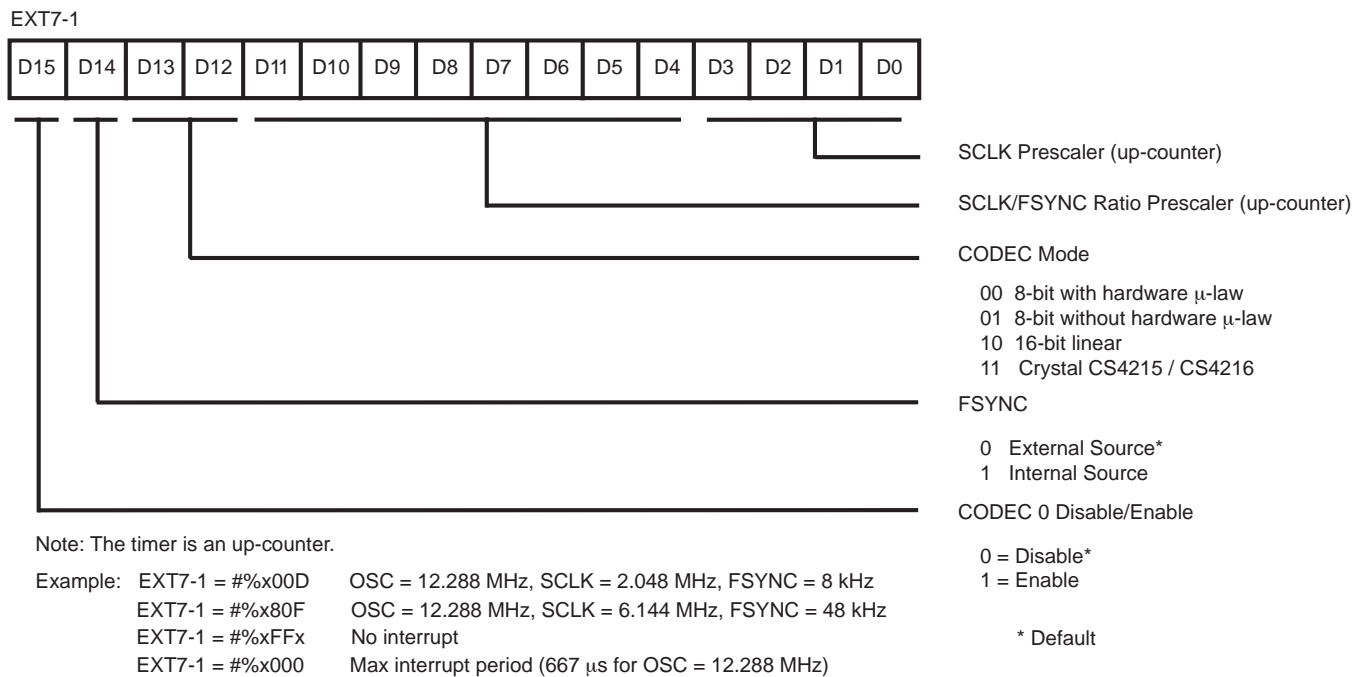 EXT7-1
D15 D14 D13 D12 D11 D10 D9 D8 D7 D6 D5 D4 D3 D2 D1 D0
SCLK Prescaler (up-counter)
SCLK/FSYNC Ratio Prescaler (up-counter)
CODEC Mode
00 8-bit with hardware μ-law
01 8-bit without hardware μ-law
10 16-bit linear
11 Crystal CS4215 / CS4216
FSYNC
0 External Source*
1 Internal Source
CODEC 0 Disable/Enable
0 = Disable*
1 = Enable
* Default
Note: The timer is an up-counter.
Example: EXT7-1 = #%x00D OSC = 12.288 MHz, SCLK = 2.048 MHz, FSYNC = 8 kHz
EXT7-1 = #%x80F OSC = 12.288 MHz, SCLK = 6.144 MHz, FSYNC = 48 kHz
EXT7-1 = #%xFFx No interrupt
EXT7-1 = #%x000 Max interrupt period (667 μs for OSC = 12.288 MHz)